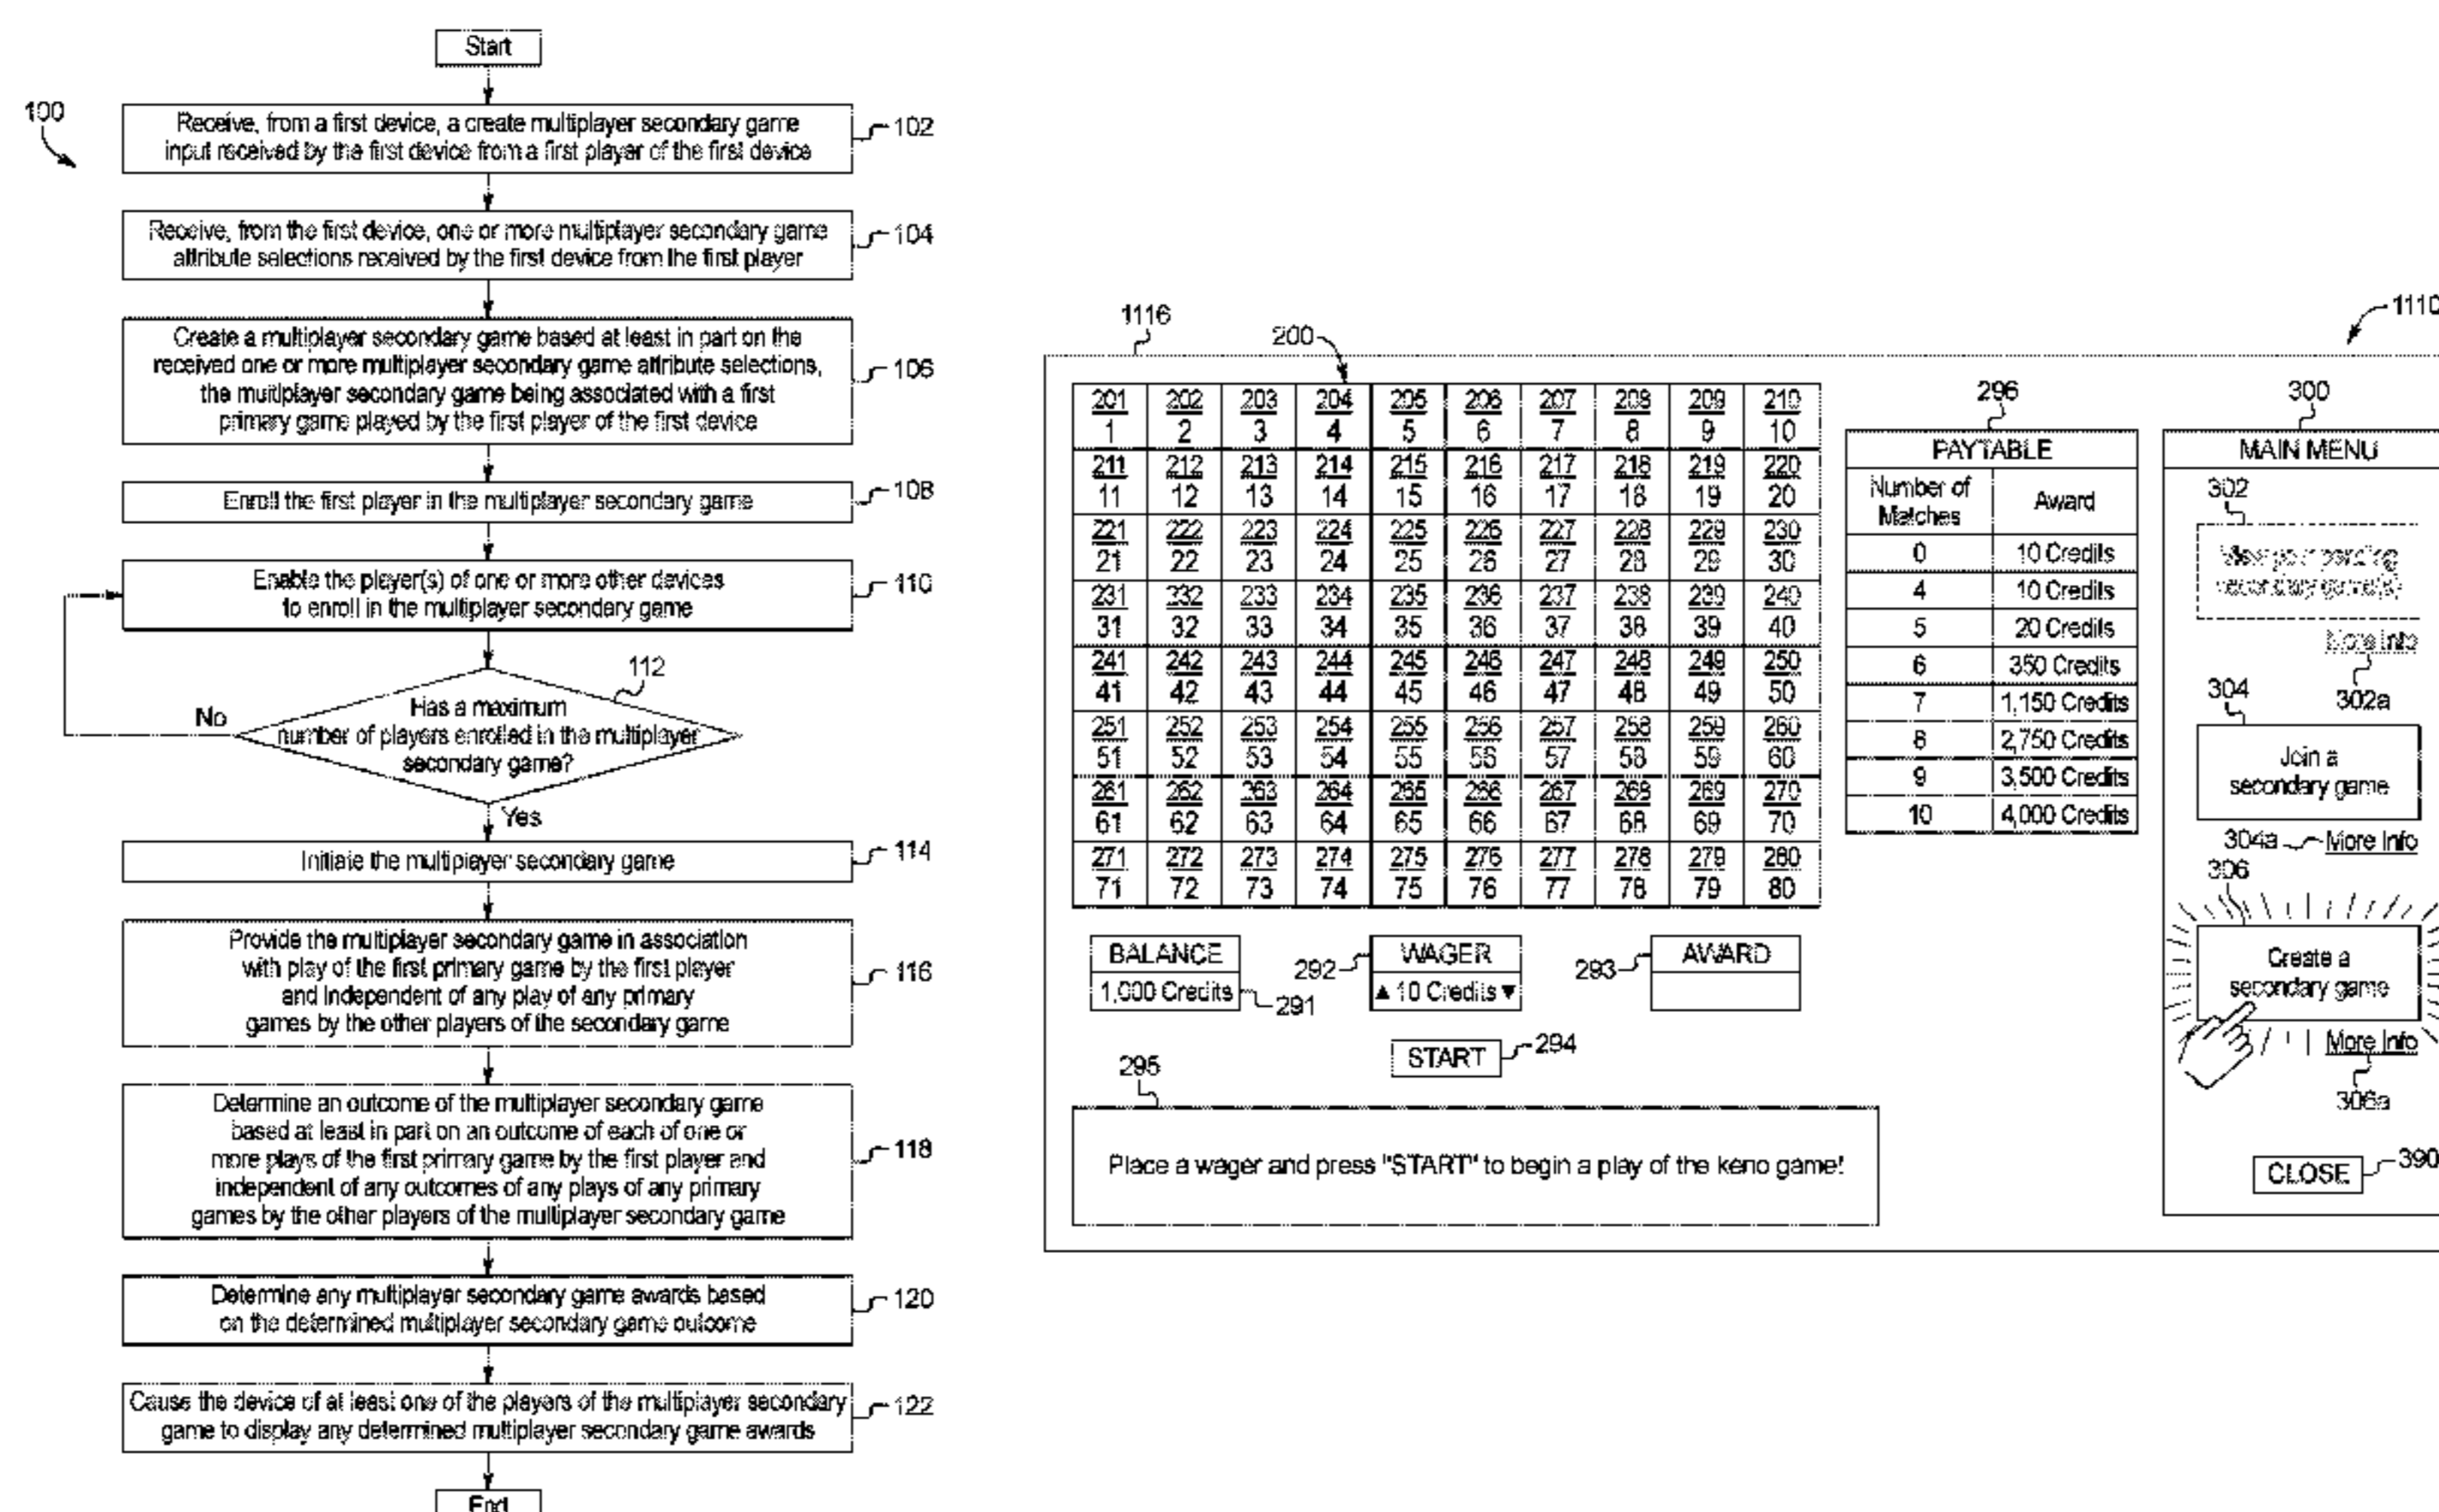 Start
100
Receive, from a first device, a create multiplayer secondary game
input received by the first device from a first player of the first device
102
Receive, from the first device, one or more multiplayer secondary game
attribute selections received by the first device from the first player
104
Create a multiplayer secondary game based at least in part on the
received one or more multiplayer secondary game attribute selections,
the multiplayer secondary game being associated with a first
primary game played by the first player of the first device
106
Enroll the first player in the multiplayer secondary game
108
Enable the player(s) of one or more other devices
to enroll in the multiplayer secondary game
110
112
Has a maximum
number of players enrolled in the multiplayer
secondary game?
No
Yes
Initiate the multiplayer secondary game
114
Provide the multiplayer secondary game in association
with play of the first primary game by the first player
and independent of any play of any primary
games by the other players of the secondary game
116
Determine an outcome of the multiplayer secondary game
based at least in part on an outcome of each of one or
more plays of the first primary game by the first player and
independent of any outcomes of any plays of any primary
games by the other players of the multiplayer secondary game
118
Determine any multiplayer secondary game awards based
on the determined multiplayer secondary game outcome
120
Cause the device of at least one of the players of the multiplayer secondary
game to display any determined multiplayer secondary game awards
122
End
1116
200
1110
201 202 203 204 205 206 207 208 209 210
1 2 3 4 5 6 7 8 9 10
211 212 213 214 215 216 217 218 219 220
11 12 13 14 15 16 17 18 19 20
221 222 223 224 225 226 227 228 229 230
21 22 23 24 25 26 27 28 29 30
231 232 233 234 235 236 237 238 239 240
31 32 33 34 35 36 37 38 39 40
241 242 243 244 245 246 247 248 249 250
41 42 43 44 45 46 47 48 49 50
251 252 253 254 255 256 257 258 259 260
51 52 53 54 55 56 57 58 59 60
261 262 263 264 265 266 267 268 269 270
61 62 63 64 65 66 67 68 69 70
271 272 273 274 275 276 277 278 279 280
71 72 73 74 75 76 77 78 79 80
BALANCE
1,000 Credits
291
292
WAGER
▲ 10 Credits ▼
293
AWARD
START
294
295
Place a wager and press "START" to begin a play of the keno game!
296
PAYTABLE
Number of Matches Award
0 10 Credits
4 10 Credits
5 20 Credits
6 350 Credits
7 1,150 Credits
8 2,750 Credits
9 3,500 Credits
10 4,000 Credits
300
MAIN MENU
302
View your pending
secondary game(s)
More Info
302a
304
Join a
secondary game
304a
More Info
306
Create a
secondary game
More Info
306a
CLOSE
390